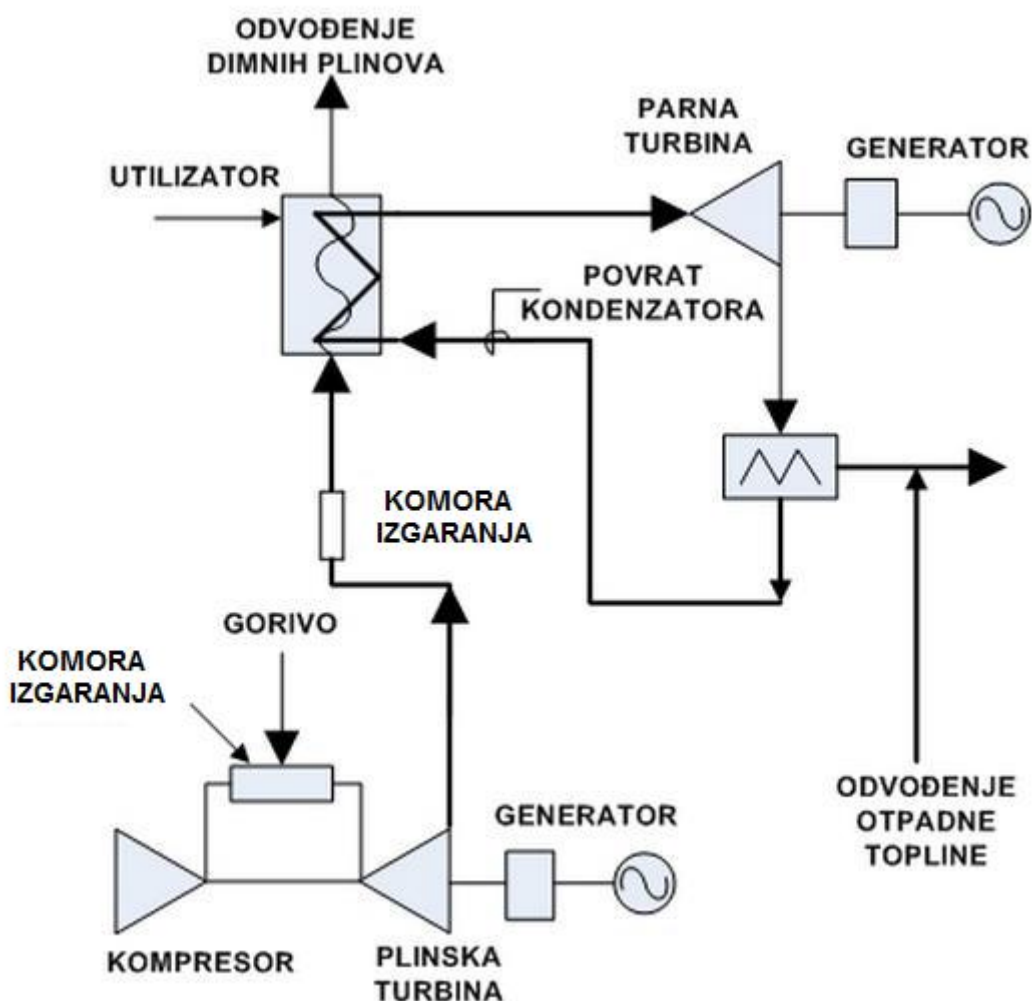 ODVOĐENJE
DIMNIH PLINOVA
PARNA
TURBINA
GENERATOR
UTILIZATOR
POVRAT
KONDENZATORA
KOMORA
IZGARANJA
GORIVO
KOMORA
IZGARANJA
GENERATOR
ODVOĐENJE
OTPADNE
TOPLINE
KOMPRESOR
PLINSKA
TURBINA